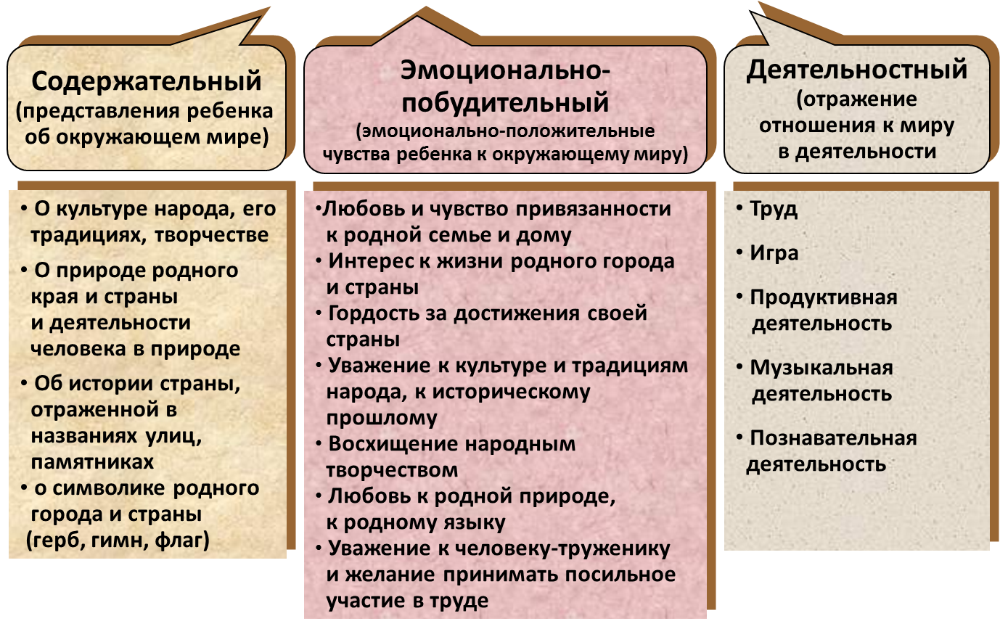 Содержательный
(представления ребенка
об окружающем мире)
• О культуре народа, его
традициях, творчестве
• О природе родного
края и страны
и деятельности
человека в природе
• Об истории страны,
отраженной в
названиях улиц,
памятниках
• о символике родного
города и страны
(герб, гимн, флаг)
Эмоционально-
побудительный
(эмоционально-положительные
чувства ребенка к окружающему миру)
•Любовь и чувство привязанности
к родной семье и дому
• Интерес к жизни родного города
и страны
• Гордость за достижения своей
страны
• Уважение к культуре и традициям
народа, к историческому
прошлому
• Восхищение народным
творчеством
• Любовь к родной природе,
к родному языку
• Уважение к человеку-труженику
и желание принимать посильное
участие в труде
Деятельностный
(отражение
отношения к миру
в деятельности
• Труд
• Игра
• Продуктивная
деятельность
• Музыкальная
деятельность
• Познавательная
деятельность